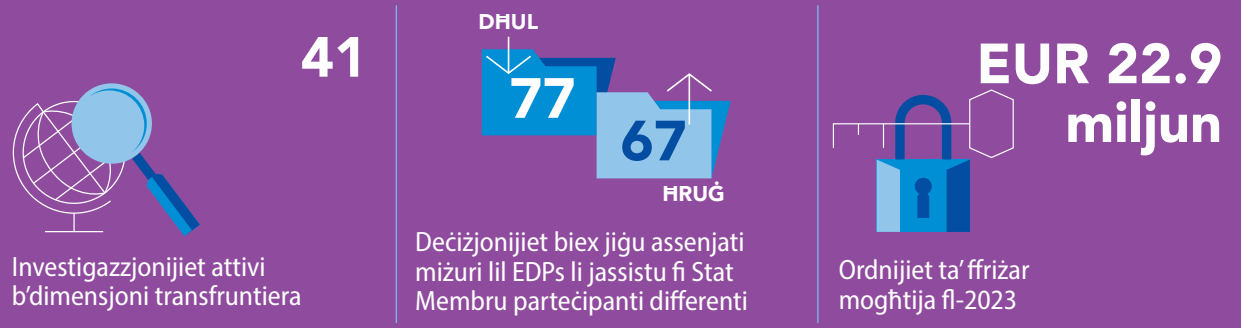 41
Investigazzjonijiet attivi
b'dimensjoni transfruntiera
DĦUL
77
67
ĦRUĠ
Deċiżjonijiet biex jiġu assenjati
miżuri lil EDPs li jassistu fi Stat
Membru parteċipanti differenti
EUR 22.9
miljun
Ordnijiet ta' ffriżar
mogħtija fl-2023